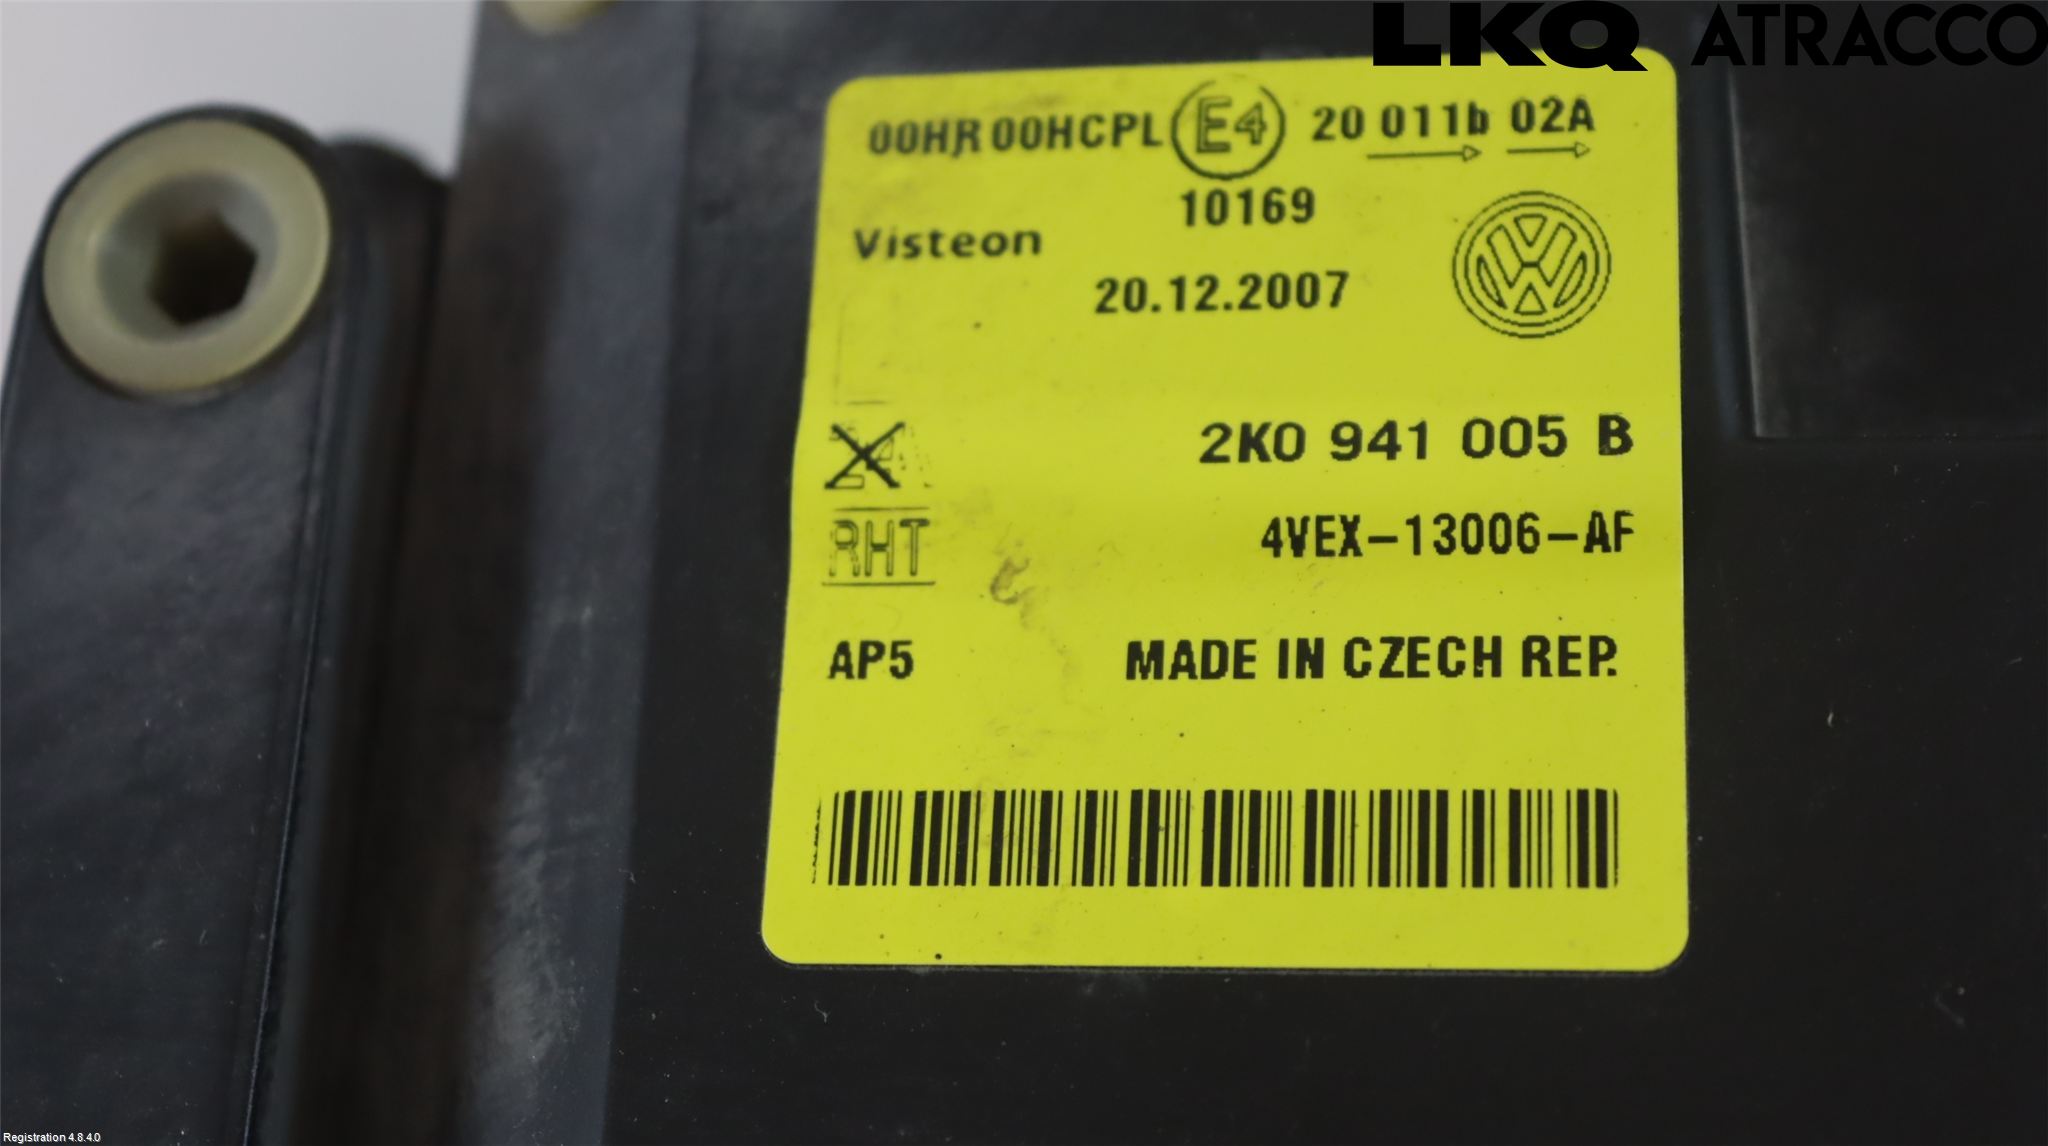 LKQ ATRACCO
00HR 00HCPL E4 20 011b 02A
10169
Visteon
20.12.2007
VW
2K0 941 005 B
RHT
4VEX-13006-AF
AP5
MADE IN CZECH REP.
Registration 4.8.4.0